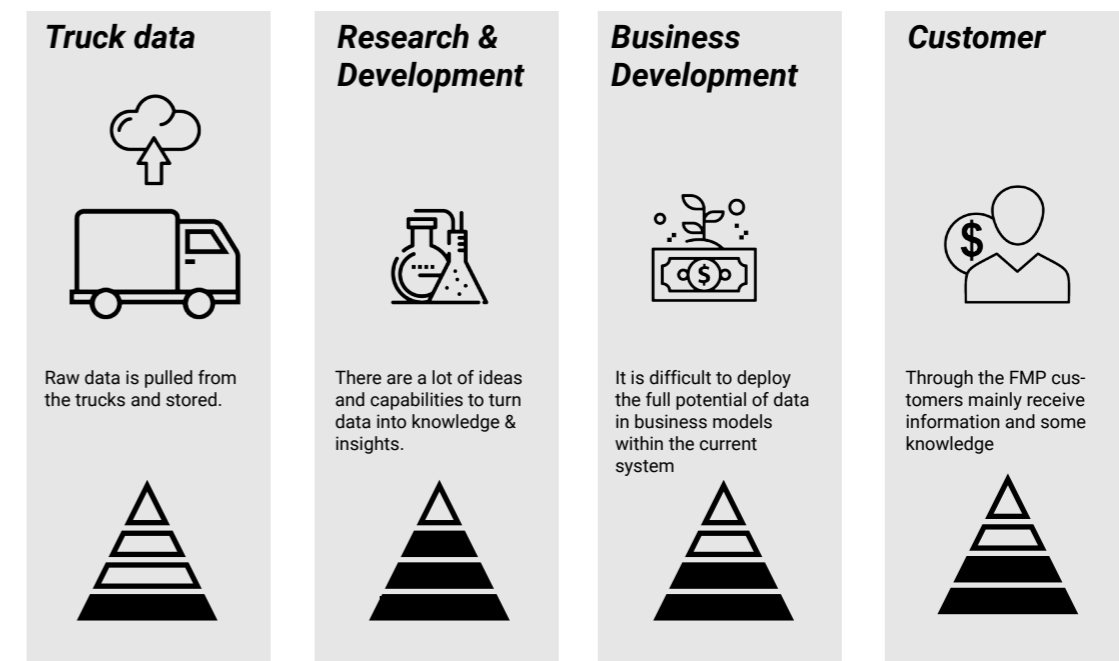 Truck data
Raw data is pulled from
the trucks and stored.
Research &
Development
There are a lot of ideas
and capabilities to turn
data into knowledge &
insights.
Business
Development
$
It is difficult to deploy
the full potential of data
in business models
within the current
system
Customer
$
Through the FMP cus-
tomers mainly receive
information and some
knowledge